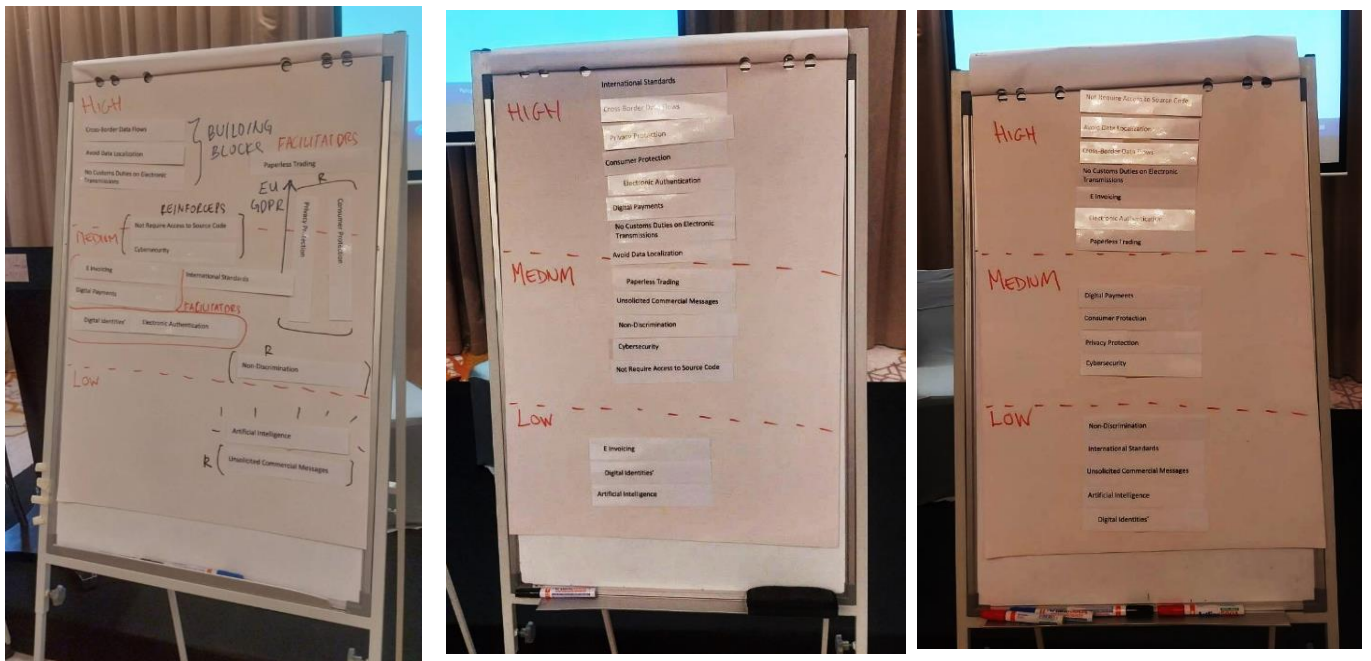 HIGH
Cross-Border Data Flows
Avoid Data Localization
No Customs Duties on Electronic
Transmissions
BUILDING
BLOCKS
FACILITATORS
Paperless Trading
R
EU
GDPR
Privacy Protection
Consumer Protection
REINFORCERS
Not Require Access to Source Code
MEDIUM
Cybersecurity
E Invoicing
International Standards
Digital Payments
FACILITATORS
Digital Identities'
Electronic Authentication
R
Non-Discrimination
LOW
Artificial Intelligence
R
Unsolicited Commercial Messages
International Standards
HIGH
Cross-Border Data Flows
Privacy Protection
Consumer Protection
Electronic Authentication
Digital Payments
No Customs Duties on Electronic
Transmissions
Avoid Data Localization
MEDIUM
Paperless Trading
Unsolicited Commercial Messages
Non-Discrimination
Cybersecurity
Not Require Access to Source Code
LOW
E Invoicing
Digital Identities'
Artificial Intelligence
Not Require Access to Source Code
HIGH
Avoid Data Localization
Cross-Border Data Flows
No Customs Duties on Electronic
Transmissions
E Invoicing
Electronic Authentication
Paperless Trading
MEDIUM
Digital Payments
Consumer Protection
Privacy Protection
Cybersecurity
LOW
Non-Discrimination
International Standards
Unsolicited Commercial Messages
Artificial Intelligence
Digital Identities'